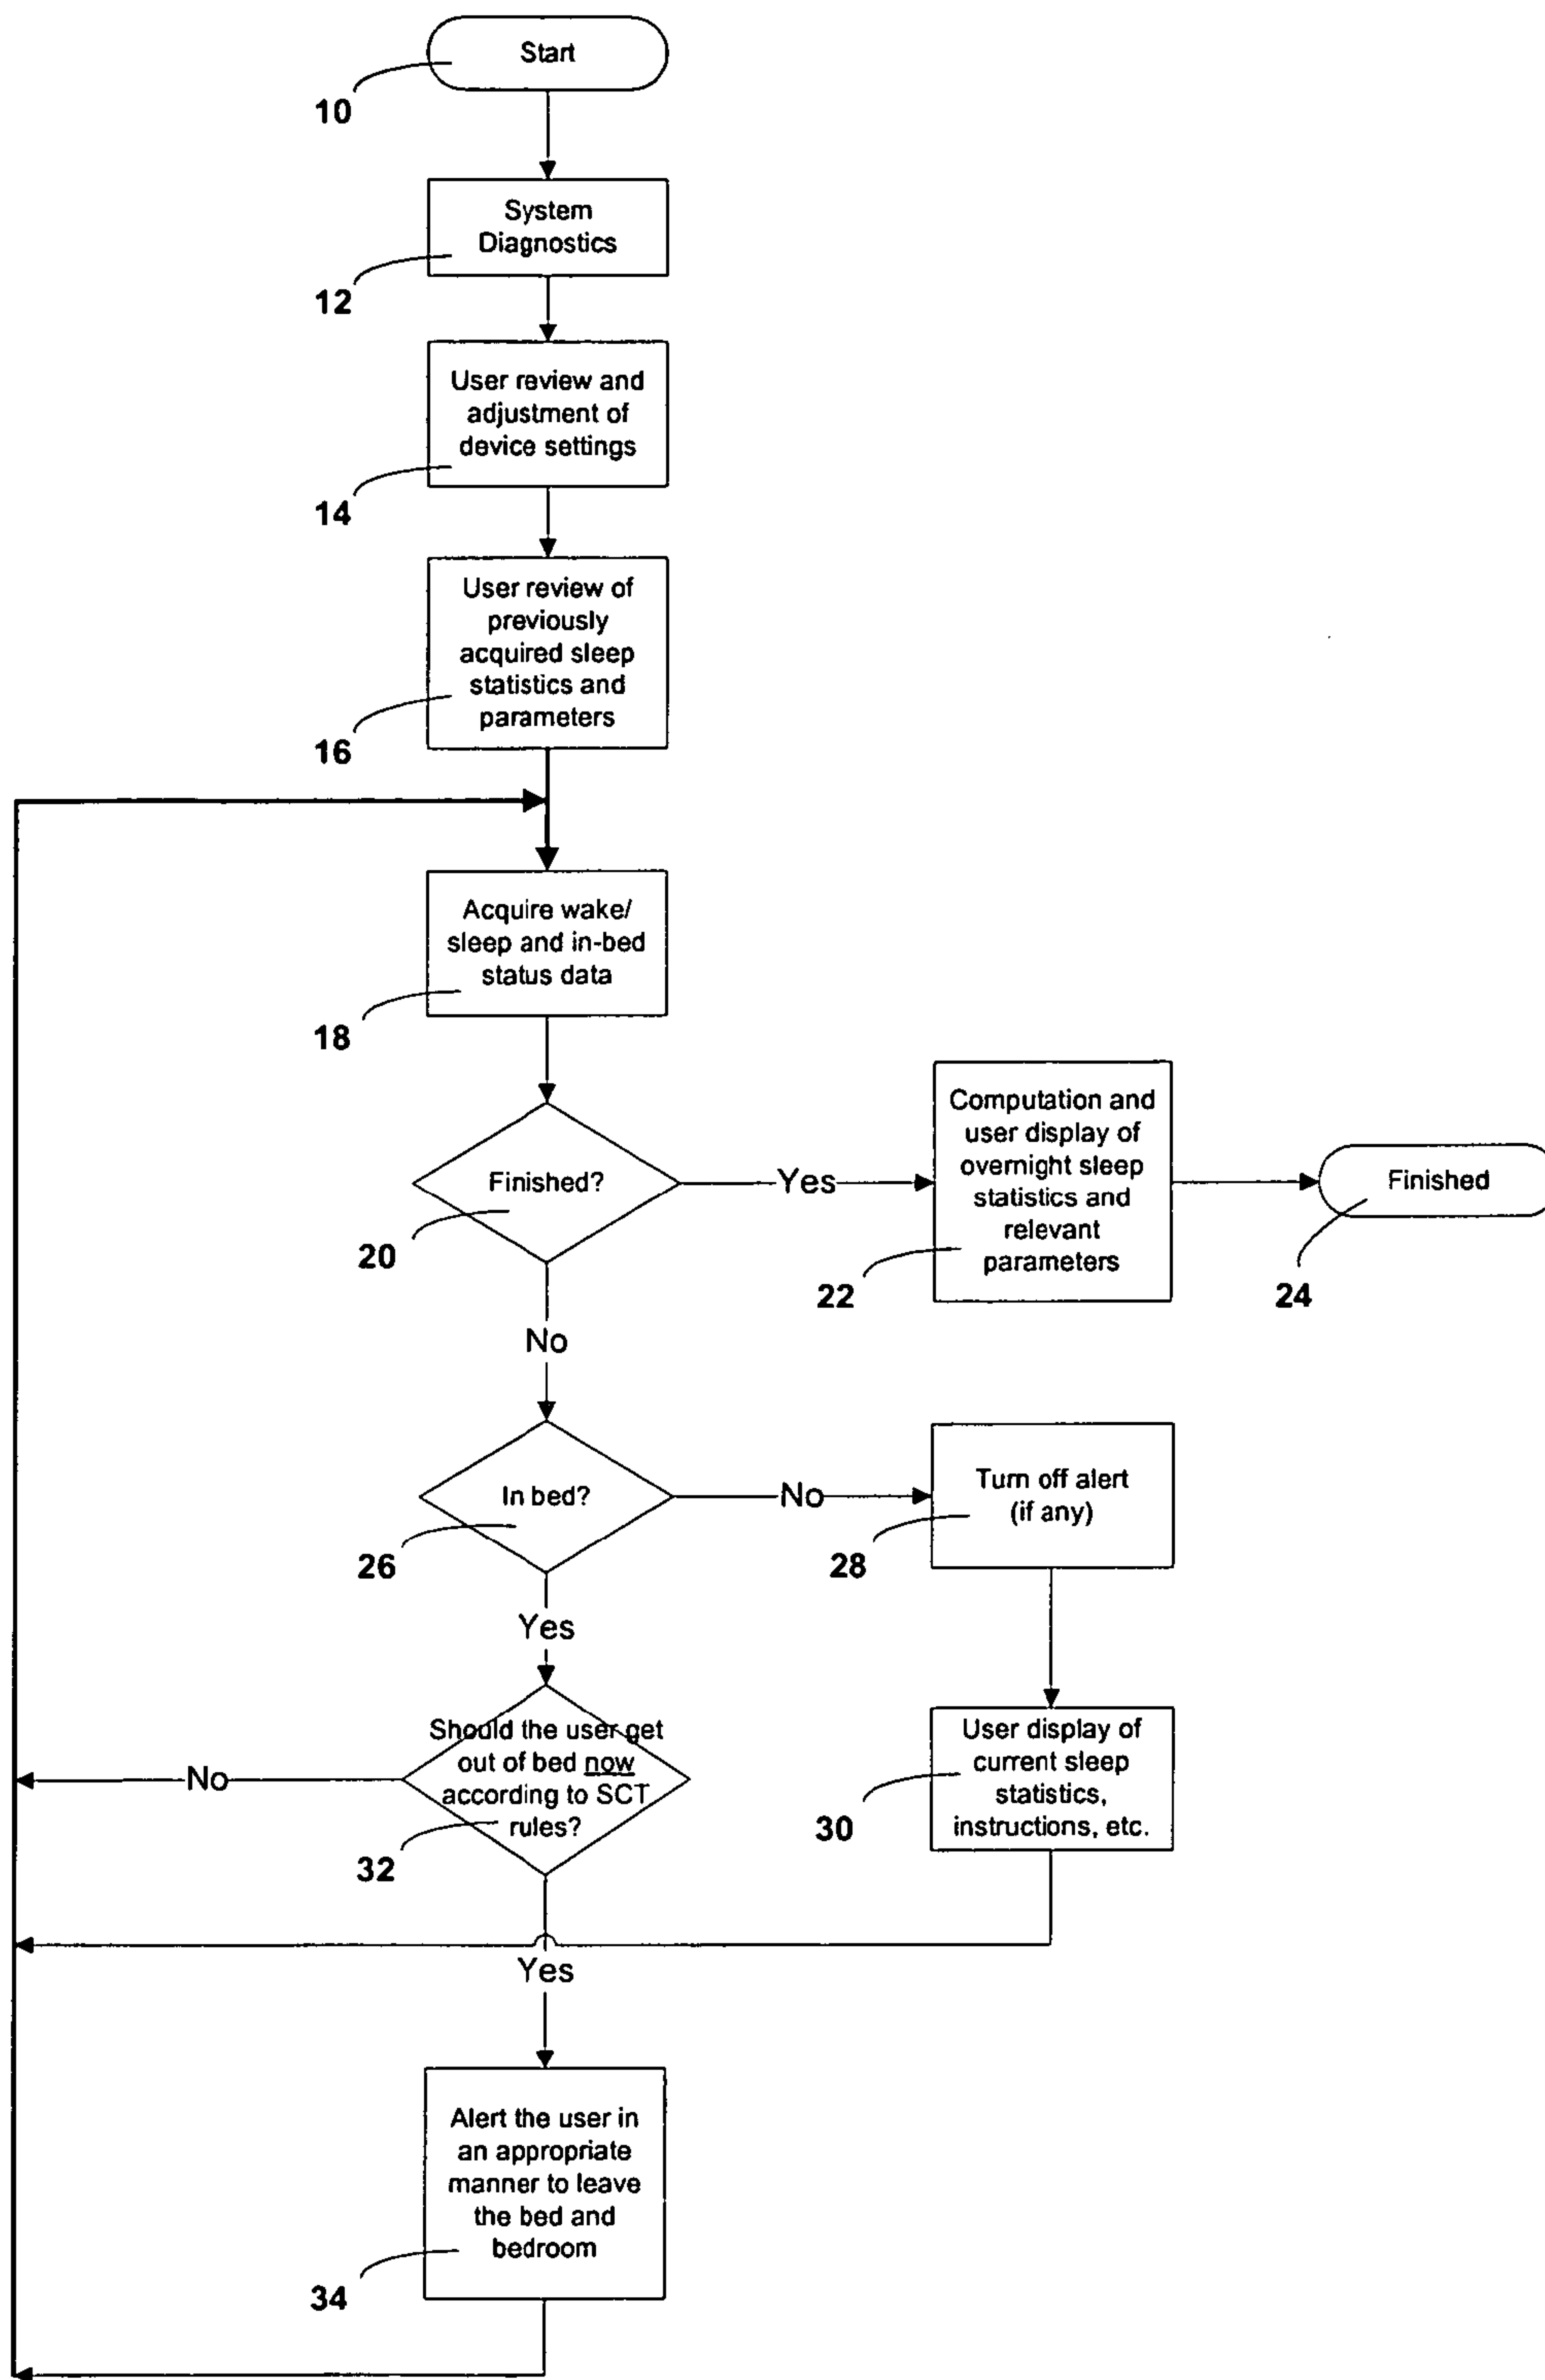 Start
10
System
Diagnostics
12
User review and
adjustment of
device settings
14
User review of
previously
acquired sleep
statistics and
parameters
16
Acquire wake/
sleep and in-bed
status data
18
Finished?
20
Yes
Computation and
user display of
overnight sleep
statistics and
relevant
parameters
22
Finished
24
No
In bed?
26
No
Turn off alert
(if any)
28
User display of
current sleep
statistics,
instructions, etc.
30
Yes
Should the user get
out of bed now
according to SCT
rules?
32
No
Yes
Alert the user in
an appropriate
manner to leave
the bed and
bedroom
34